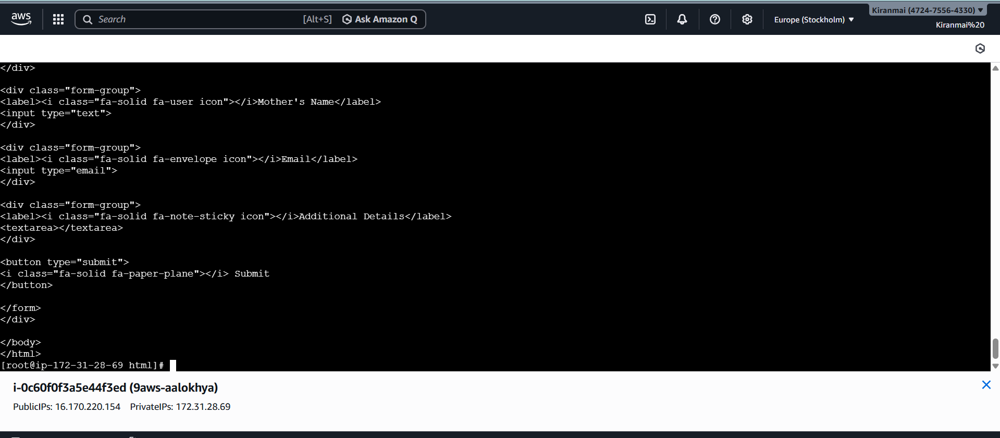 aws
Search [Alt+S] Ask Amazon Q
Europe (Stockholm)
Kiranmai (4724-7556-4330)
Kiranmai%20
</div>
<div class="form-group">
<label><i class="fa-solid fa-user icon"></i>Mother's Name</label>
<input type="text">
</div>
<div class="form-group">
<label><i class="fa-solid fa-envelope icon"></i>Email</label>
<input type="email">
</div>
<div class="form-group">
<label><i class="fa-solid fa-note-sticky icon"></i>Additional Details</label>
<textarea></textarea>
</div>
<button type="submit">
<i class="fa-solid fa-paper-plane"></i> Submit
</button>
</form>
</div>
</body>
</html>
[root@ip-172-31-28-69 html]#
i-0c60f0f3a5e44f3ed (9aws-aalokhya)
PublicIPs: 16.170.220.154 PrivateIPs: 172.31.28.69